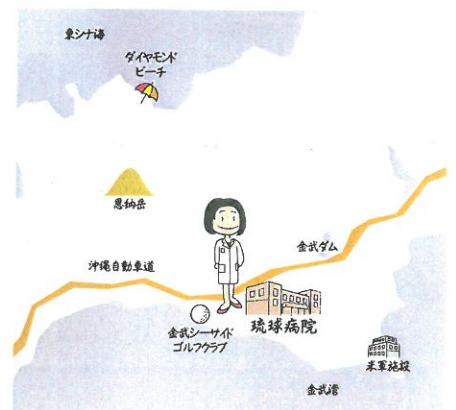 東シナ海
ダイヤモンド
ビーチ
恩納岳
金武ダム
沖縄自動車道
琉球病院
金武シーサイド
ゴルフクラブ
米軍施設
金武湾